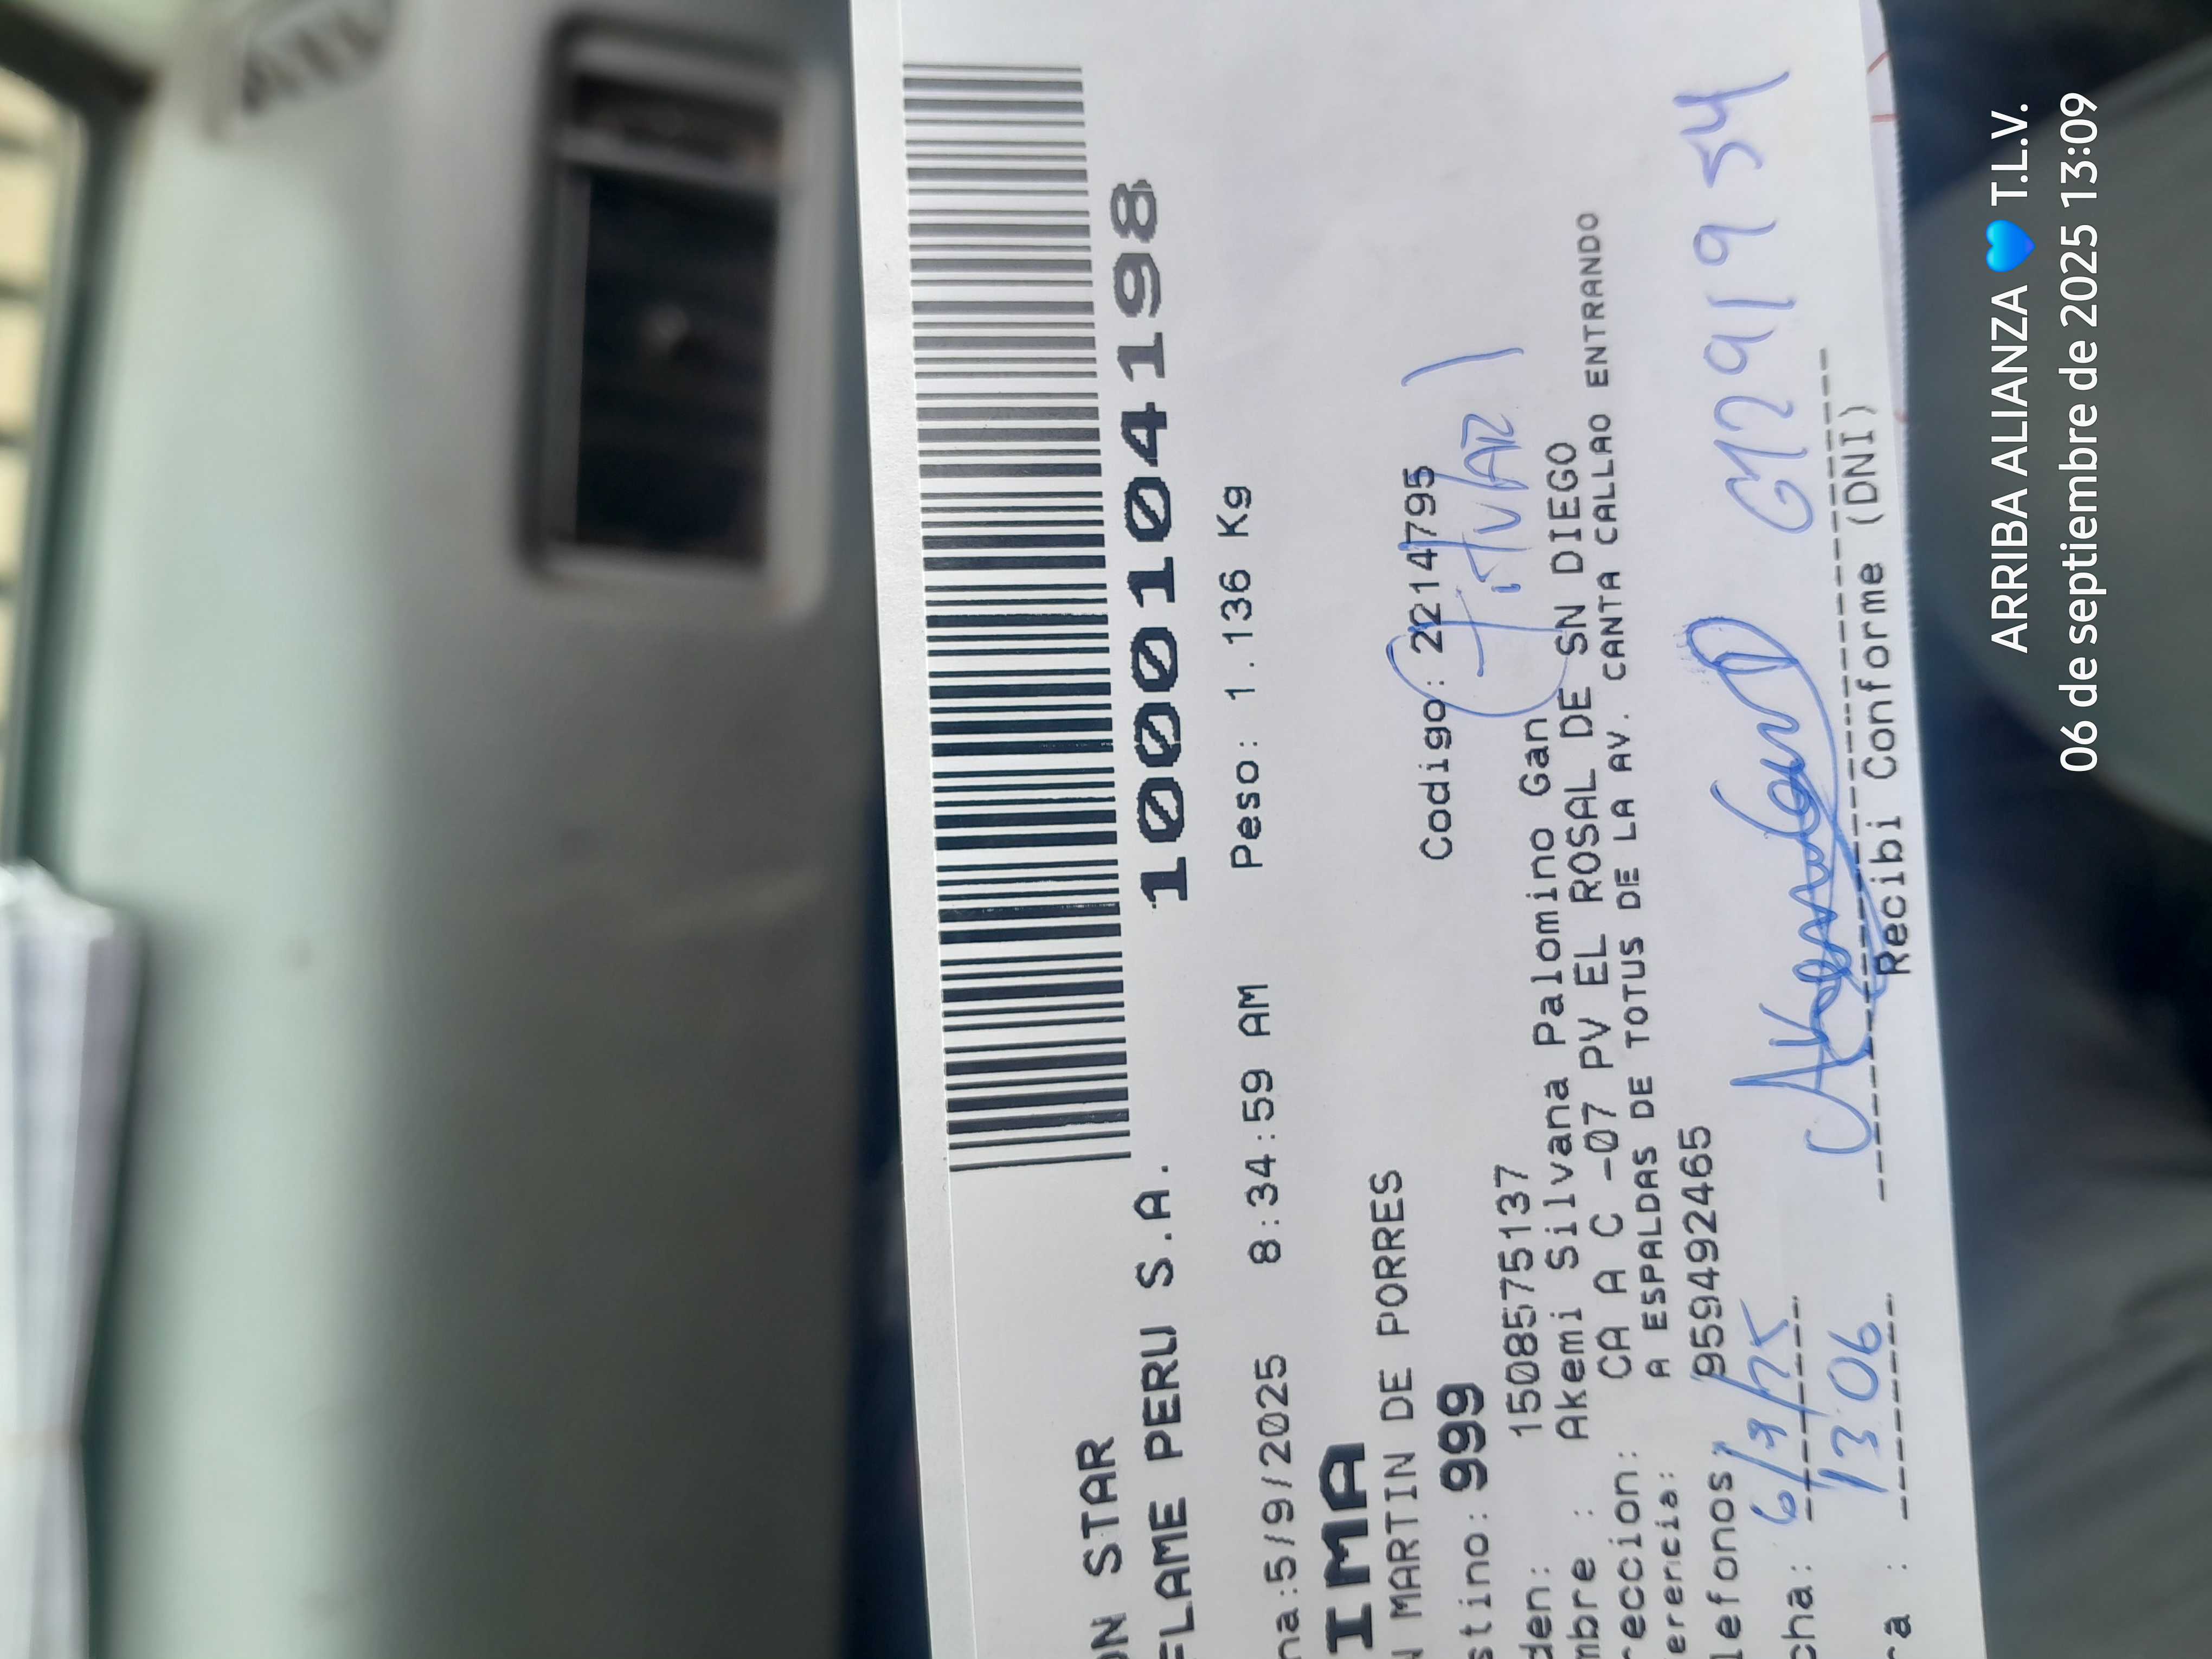 ON STAR
FLAME PERU S.A.
1000104198
na:5/9/2025 8:34:59 AM Peso: 1.136 Kg
IMA
N MARTIN DE PORRES
stino: 999 Codigo: 2214795
(TiTULAR)
den: 1508575137
mbre : Akemi Silvana Palomino Gan
reccion: CA A C -07 PV EL ROSAL DE SN DIEGO
erencia: A ESPALDAS DE TOTUS DE LA AV. CANTA CALLAO ENTRANDO
lefonos: 959492465
cha: 6/9/25
ra : 13 06
Recibi Conforme (DNI)
ARRIBA ALIANZA 💙 T.L.V.
06 de septiembre de 2025 13:09